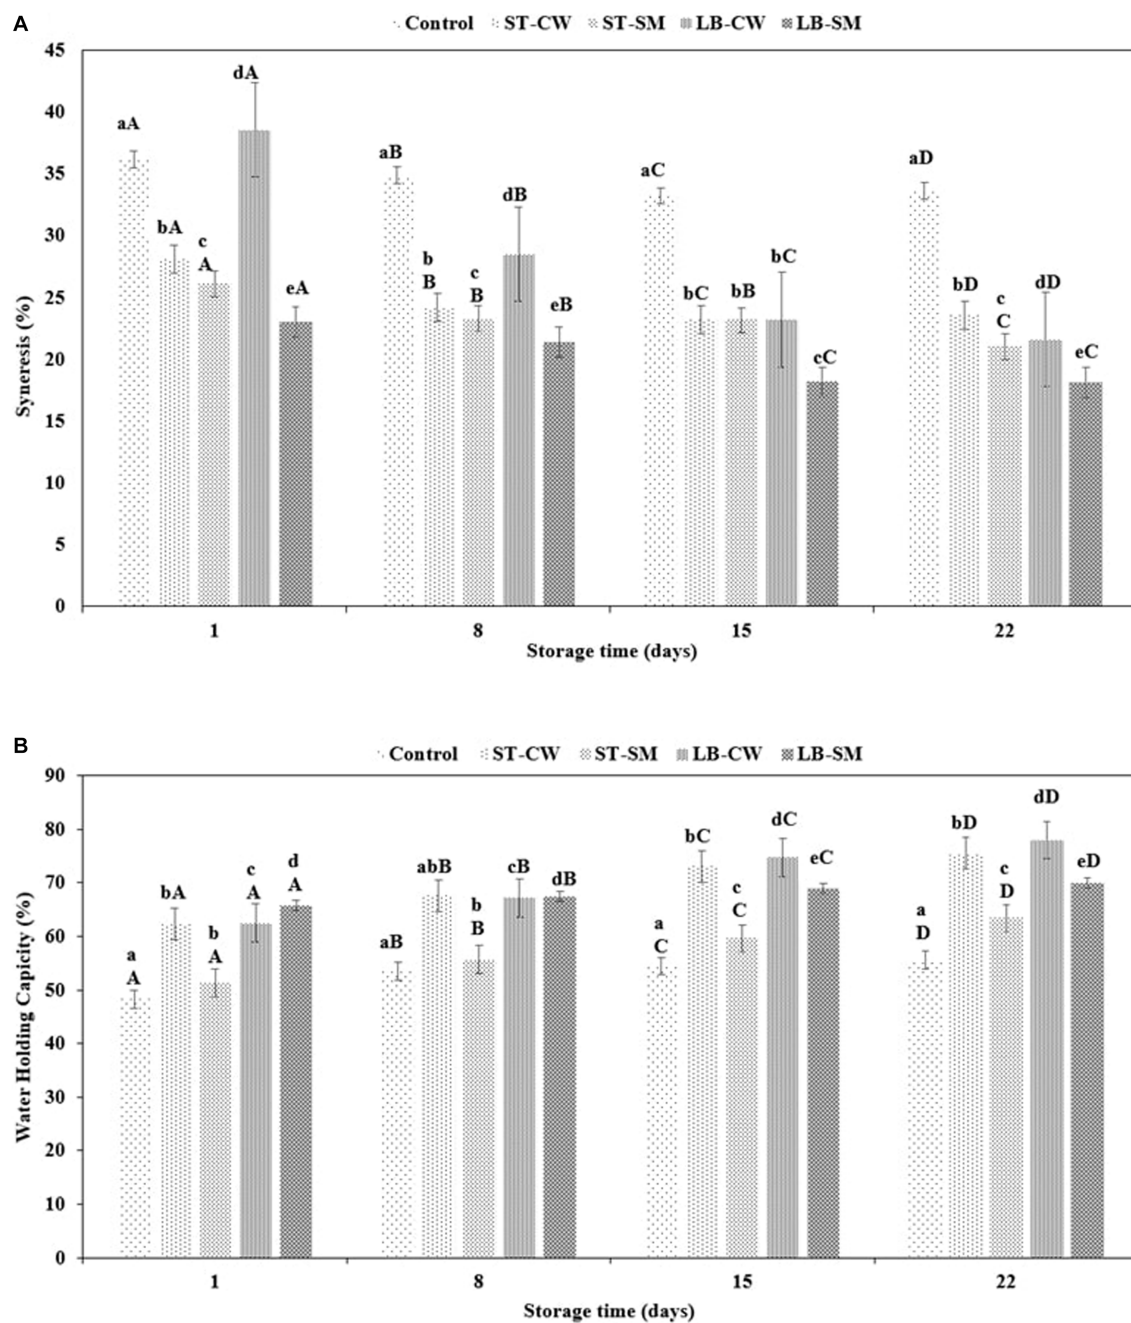 A
Control ST-CW ST-SM LB-CW LB-SM
45
40
35
30
25
20
15
10
5
0
Syneresis (%)
aA
bA
c
A
dA
eA
aB
b
B
c
B
dB
eB
aC
bC
bB
bC
cC
aD
bD
c
C
dD
eC
1 8 15 22
Storage time (days)
B
Control ST-CW ST-SM LB-CW LB-SM
90
80
70
60
50
40
30
20
10
0
Water Holding Capicity (%)
a
A
bA
b
A
c
A
d
A
aB
abB
b
B
cB
dB
a
C
bC
c
C
dC
eC
a
D
bD
c
D
dD
eD
1 8 15 22
Storage time (days)